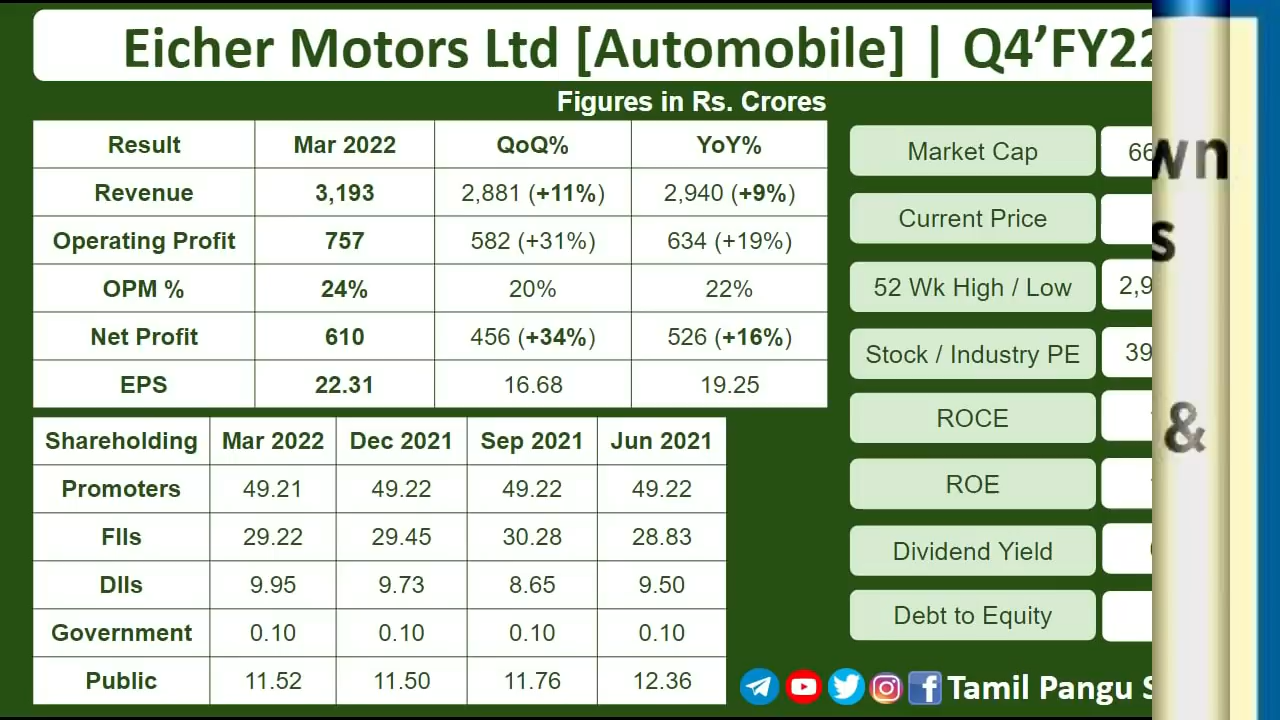 Eicher Motors Ltd [Automobile] | Q4’FY22
Figures in Rs. Crores
Result Mar 2022 QoQ% YoY%
Revenue 3,193 2,881 (+11%) 2,940 (+9%)
Operating Profit 757 582 (+31%) 634 (+19%)
OPM % 24% 20% 22%
Net Profit 610 456 (+34%) 526 (+16%)
EPS 22.31 16.68 19.25
Shareholding Mar 2022 Dec 2021 Sep 2021 Jun 2021
Promoters 49.21 49.22 49.22 49.22
FIIs 29.22 29.45 30.28 28.83
DIIs 9.95 9.73 8.65 9.50
Government 0.10 0.10 0.10 0.10
Public 11.52 11.50 11.76 12.36
Market Cap
Current Price
52 Wk High / Low
Stock / Industry PE
ROCE
ROE
Dividend Yield
Debt to Equity
Tamil Pangu
&